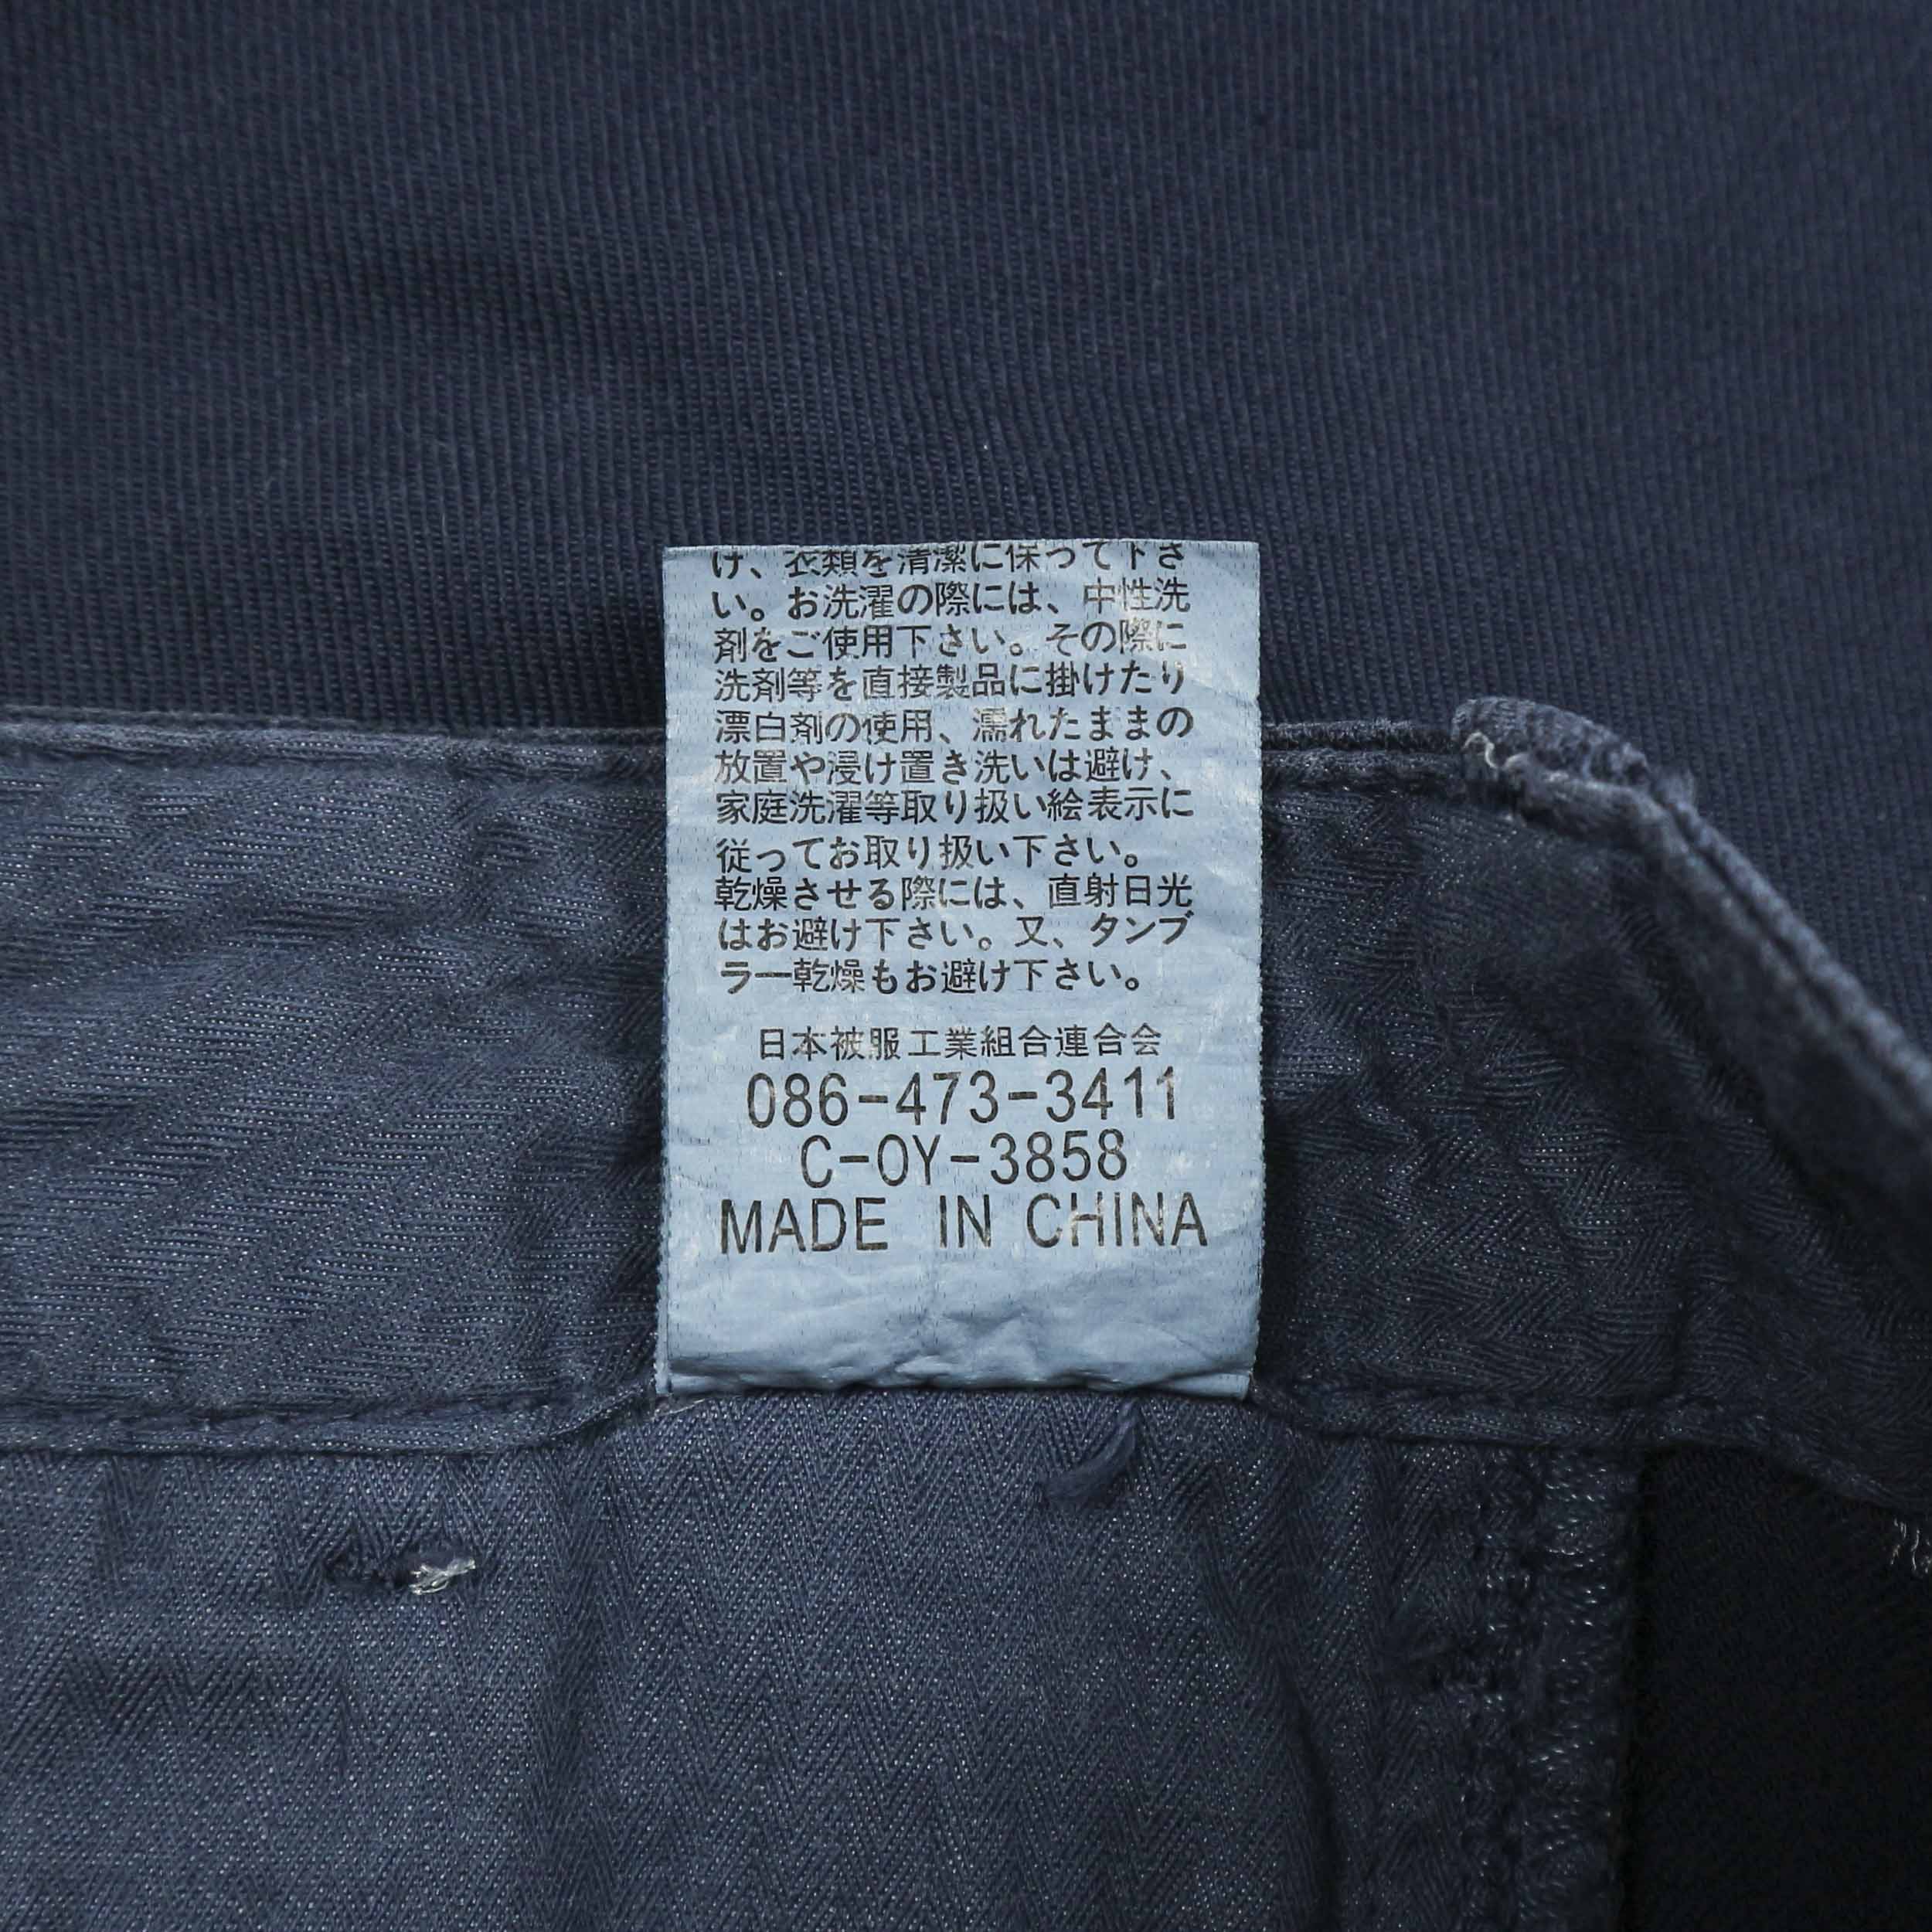 け、衣類を清潔に保って下さ
い。お洗濯の際には、中性洗
剤をご使用下さい。その際に
洗剤等を直接製品に掛けたり
漂白剤の使用、濡れたままの
放置や浸け置き洗いは避け、
家庭洗濯等取り扱い絵表示に
従ってお取り扱い下さい。
乾燥させる際には、直射日光
はお避け下さい。又、タンブ
ラー乾燥もお避け下さい。
日本被服工業組合連合会
086-473-3411
C-OY-3858
MADE IN CHINA